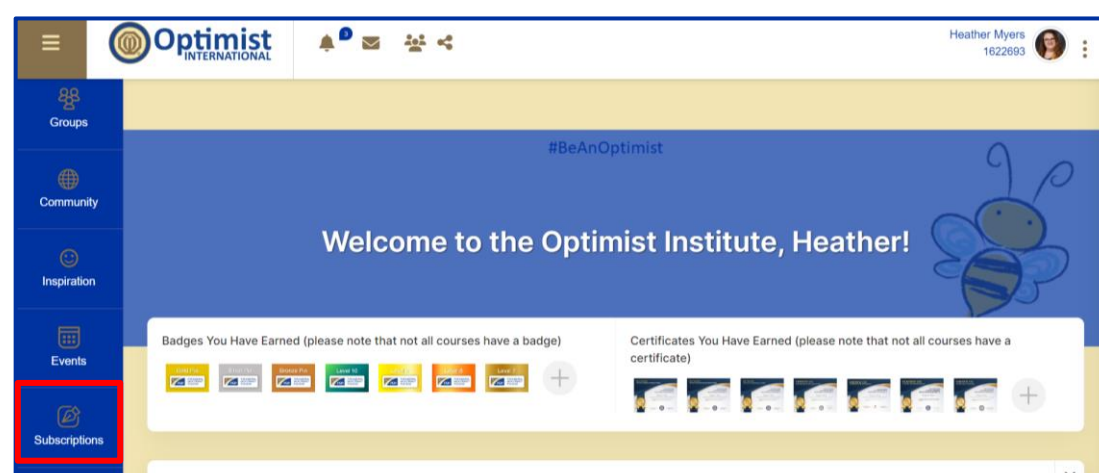 Optimist
INTERNATIONAL
Heather Myers
1622693
Groups
Community
Inspiration
Events
Subscriptions
#BeAnOptimist
Welcome to the Optimist Institute, Heather!
Badges You Have Earned (please note that not all courses have a badge)
Level 10
Certificates You Have Earned (please note that not all courses have a
certificate)